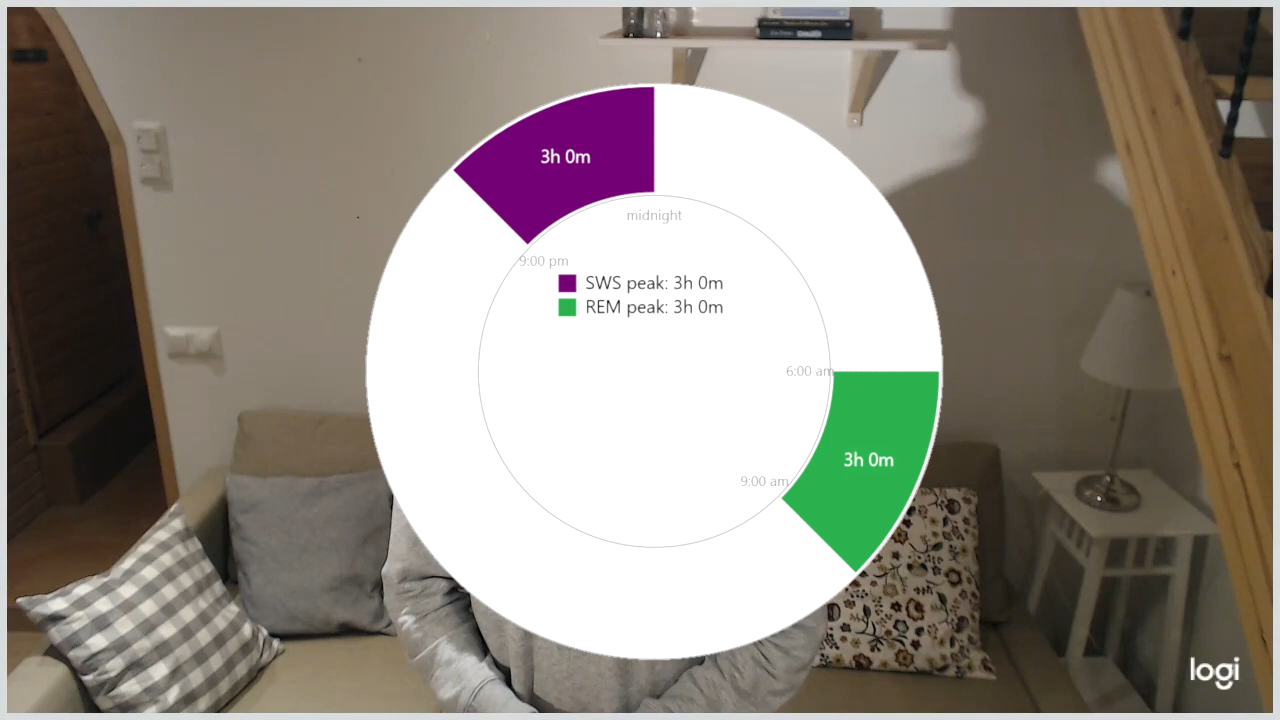 3h 0m
midnight
9:00 pm
SWS peak: 3h 0m
REM peak: 3h 0m
6:00 am
3h 0m
9:00 am
logi